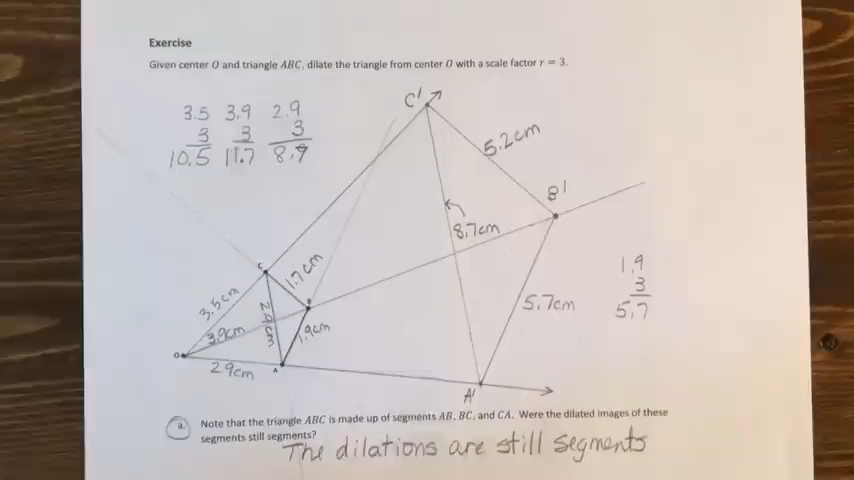 Exercise
Given center O and triangle ABC, dilate the triangle from center O with a scale factor r = 3.
3.5 3.9 2.9
3 3 3
10.5 11.7 8.7
C'
5.2cm
B'
8.7cm
C
1.7cm
1.9
3
5.7
3.5cm
2.9cm
B
5.7cm
3.9cm
1.9cm
O
2.9cm
A
A'
a. Note that the triangle ABC is made up of segments AB, BC, and CA. Were the dilated images of these
segments still segments?
The dilations are still segments